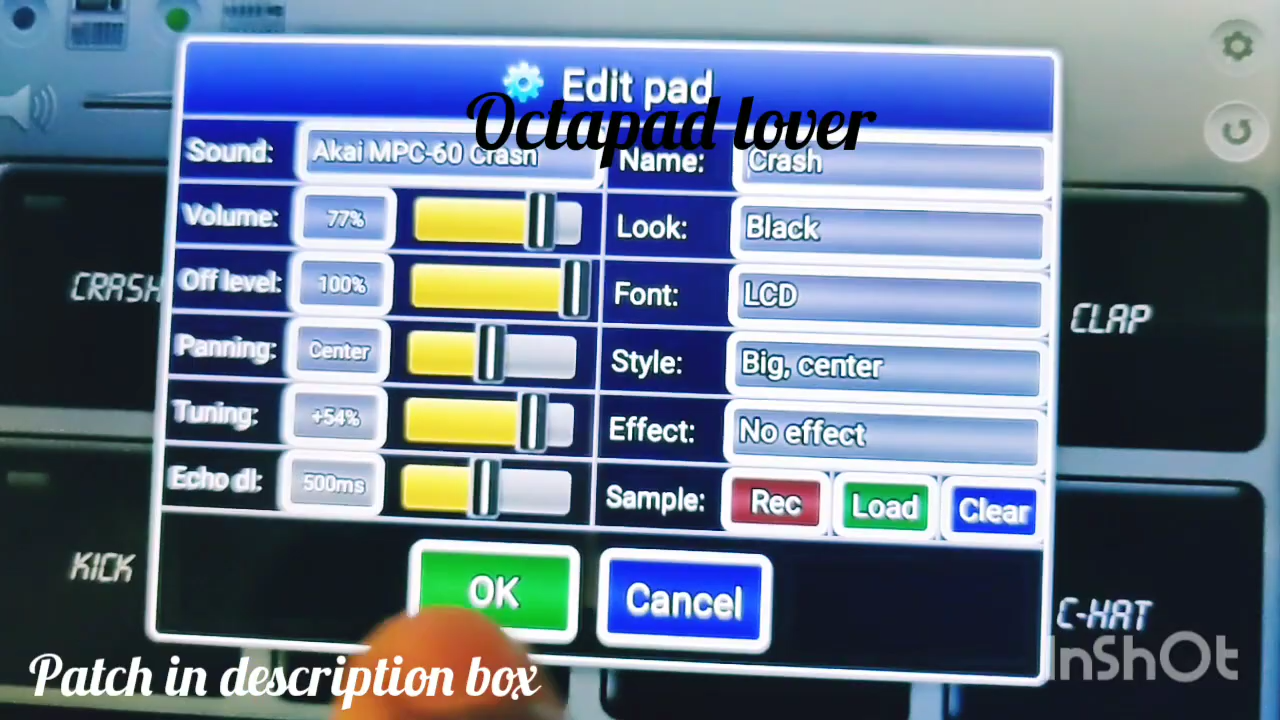 Edit pad
Octapad lover
Sound: Akai MPC-60 Crash Name: Crash
Volume: 77% Look: Black
Off level: 100% Font: LCD
Panning: Center Style: Big, center
Tuning: +54% Effect: No effect
Echo dl: 500ms Sample: Rec Load Clear
CRASH
CLAP
KICK
C-HAT
OK Cancel
Patch in description box
InShOt